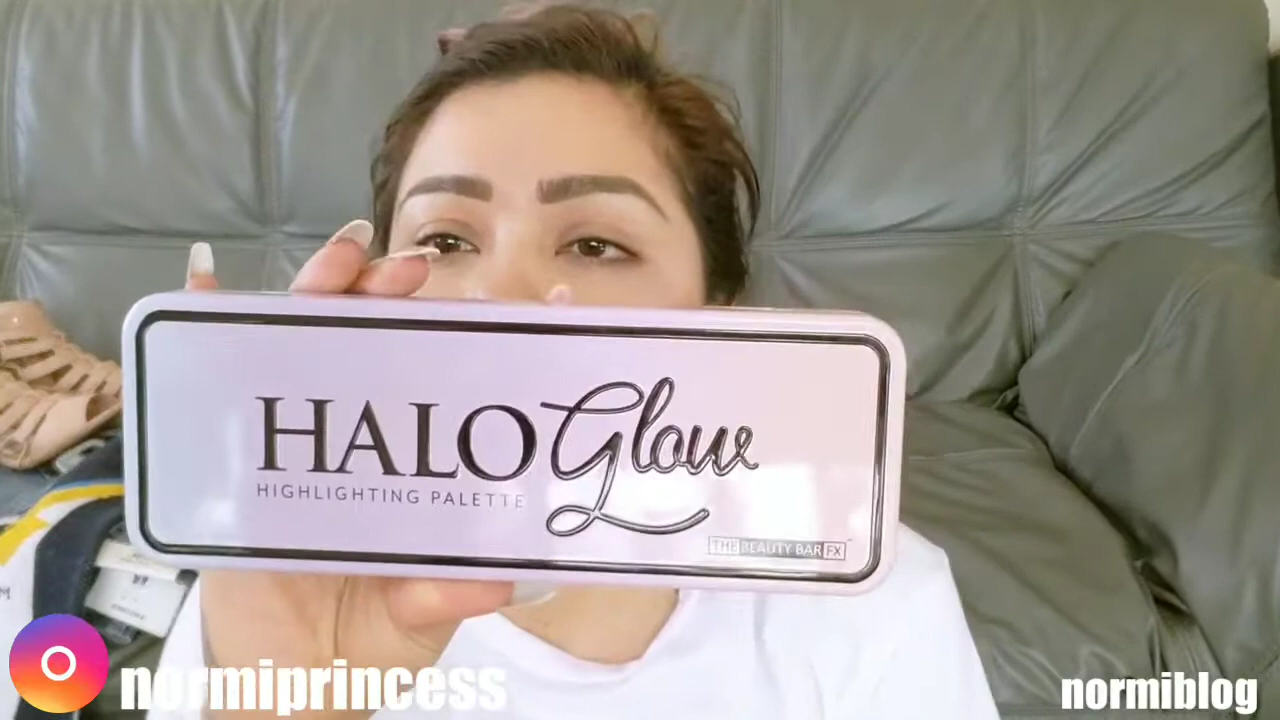 HALO Glow
HIGHLIGHTING PALETTE
THE BEAUTY BAR FX
normiprincess
normiblog